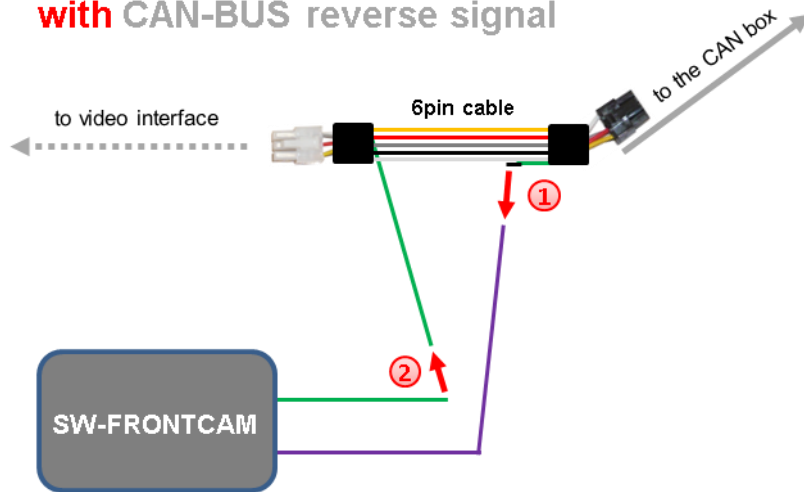 with CAN-BUS reverse signal
to the CAN box
6pin cable
to video interface
1
2
SW-FRONTCAM